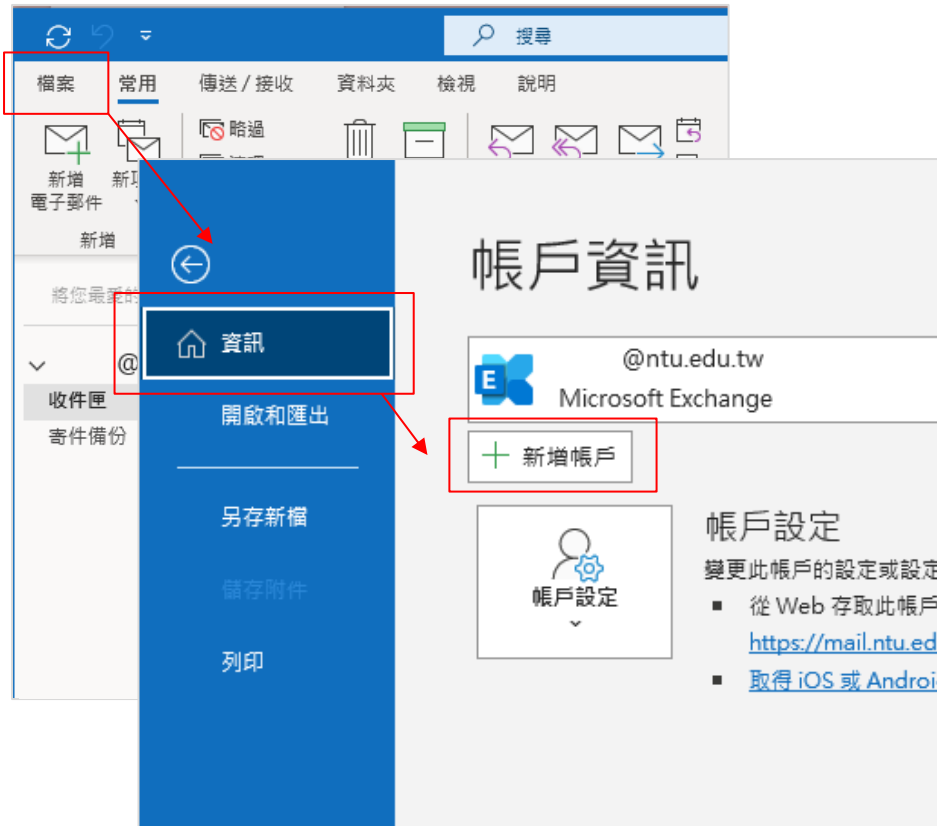 搜尋
檔案 常用 傳送 / 接收 資料夾 檢視 說明
略過
新增
電子郵件
新增
將您最愛的
@
收件匣
寄件備份
資訊
開啟和匯出
另存新檔
儲存附件
列印
帳戶資訊
E
@ntu.edu.tw
Microsoft Exchange
新增帳戶
帳戶設定
帳戶設定
變更此帳戶的設定或設定
從 Web 存取此帳戶
https://mail.ntu.ed
取得 iOS 或 Androi